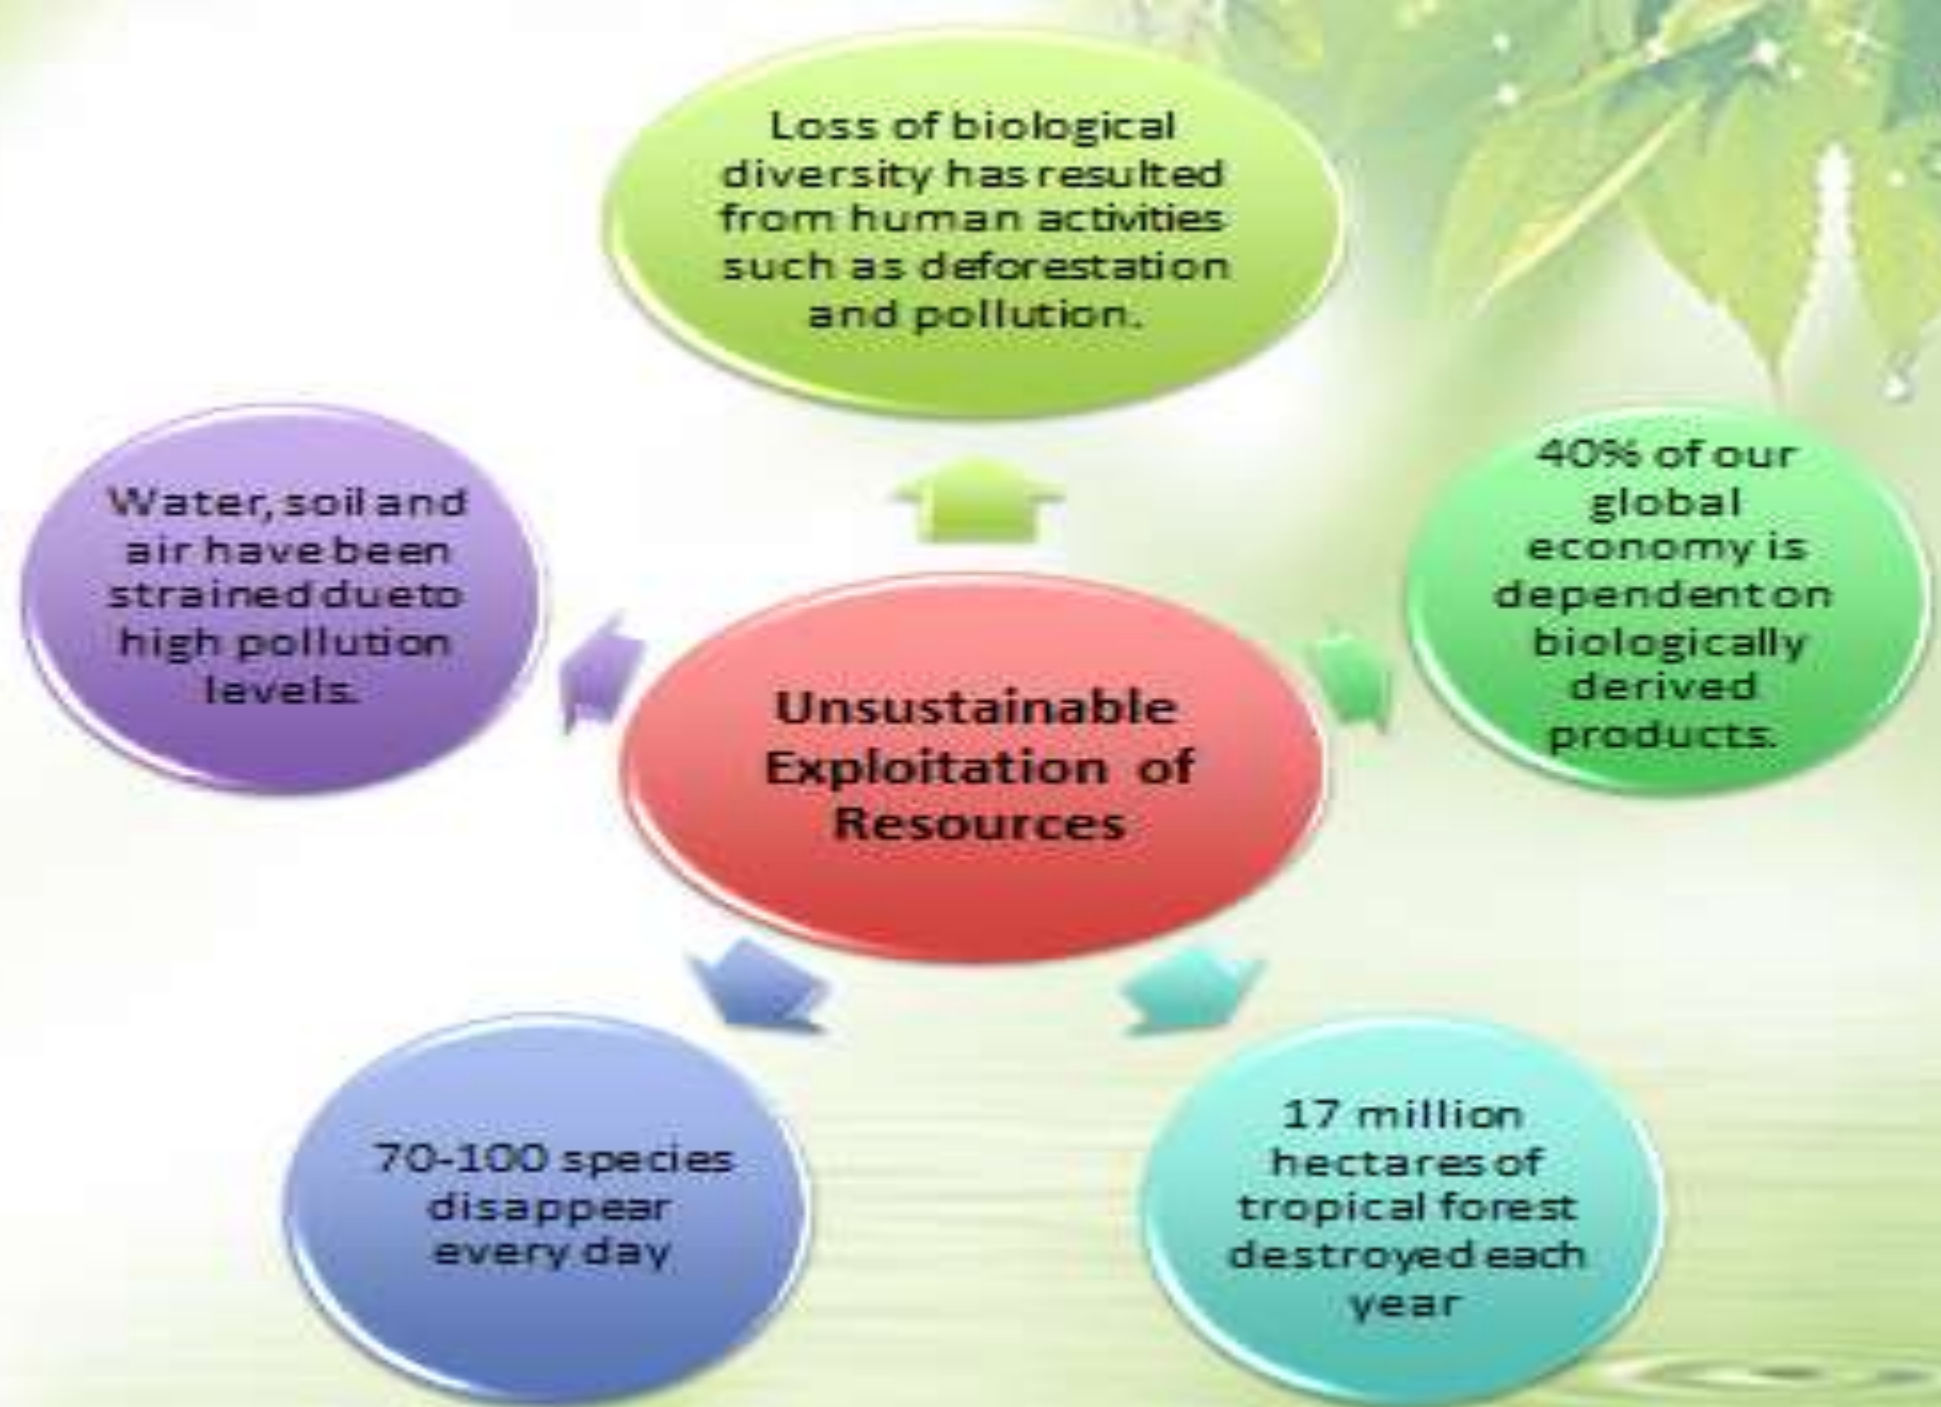 Loss of biological
diversity has resulted
from human activities
such as deforestation
and pollution.
40% of our
global
economy is
dependent on
biologically
derived
products.
17 million
hectares of
tropical forest
destroyed each
year
70-100 species
disappear
every day
Water, soil and
air have been
strained due to
high pollution
levels.
Unsustainable
Exploitation of
Resources